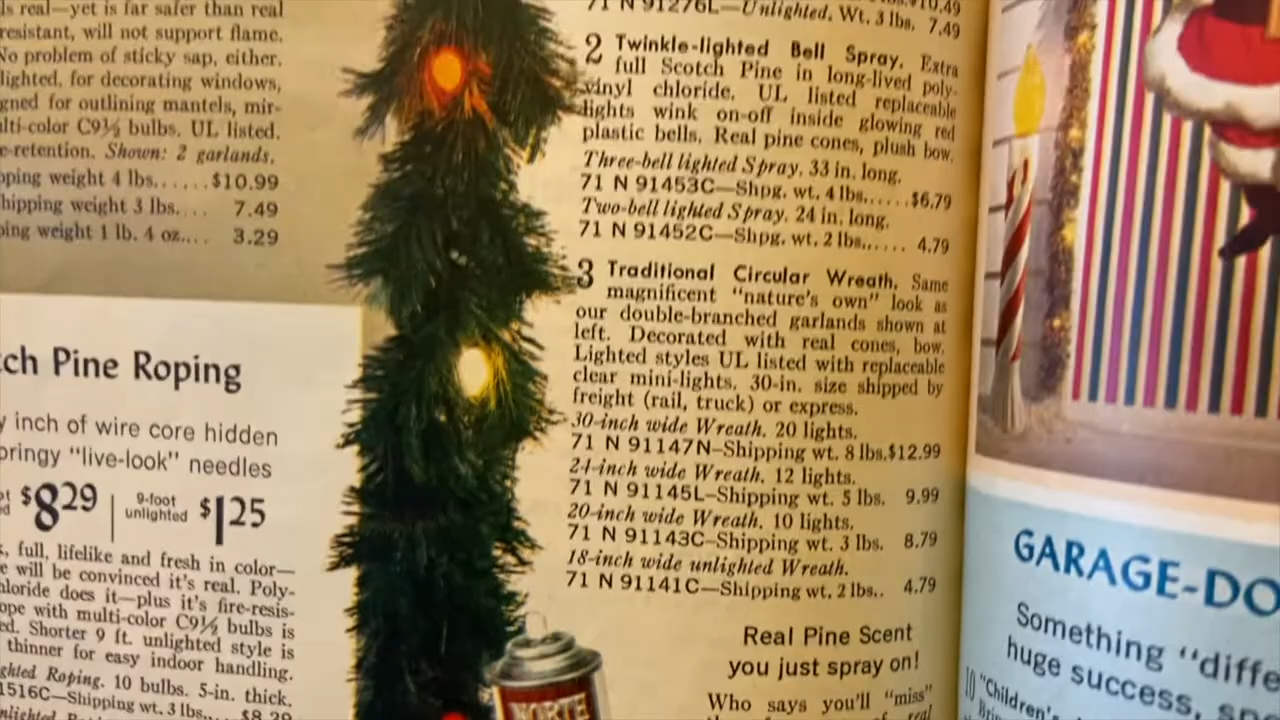 ls real—yet is far safer than real
resistant, will not support flame.
No problem of sticky sap, either.
lighted, for decorating windows,
gned for outlining mantels, mir-
lti-color C9½ bulbs. UL listed.
e-retention. Shown: 2 garlands.
pping weight 4 lbs......$10.99
hipping weight 3 lbs.... 7.49
ping weight 1 lb. 4 oz.... 3.29
tch Pine Roping
y inch of wire core hidden
pringy "live-look" needles
$8.29 | 9-foot unlighted $1.25
, full, lifelike and fresh in color—
e will be convinced it's real. Poly-
hloride does it—plus it's fire-resis-
ope with multi-color C9½ bulbs is
ed. Shorter 9 ft. unlighted style is
thinner for easy indoor handling.
ghted Roping. 10 bulbs. 5-in. thick.
1516C—Shipping wt. 3 lbs... $8.29
nlighted
$10.49
71 N 91276L—Unlighted. Wt. 3 lbs. 7.49
2 Twinkle-lighted Bell Spray. Extra
full Scotch Pine in long-lived poly-
vinyl chloride. UL listed replaceable
lights wink on-off inside glowing red
plastic bells. Real pine cones, plush bow.
Three-bell lighted Spray. 33 in. long.
71 N 91453C—Shpg. wt. 4 lbs......$6.79
Two-bell lighted Spray. 24 in. long.
71 N 91452C—Shpg. wt. 2 lbs...... 4.79
3 Traditional Circular Wreath. Same
magnificent "nature's own" look as
our double-branched garlands shown at
left. Decorated with real cones, bow.
Lighted styles UL listed with replaceable
clear mini-lights. 30-in. size shipped by
freight (rail, truck) or express.
30-inch wide Wreath. 20 lights.
71 N 91147N—Shipping wt. 8 lbs.$12.99
24-inch wide Wreath. 12 lights.
71 N 91145L—Shipping wt. 5 lbs. 9.99
20-inch wide Wreath. 10 lights.
71 N 91143C—Shipping wt. 3 lbs. 8.79
18-inch wide unlighted Wreath.
71 N 91141C—Shipping wt. 2 lbs.. 4.79
Real Pine Scent
you just spray on!
Who says you'll "miss"
of real
NORTH
GARAGE-DO
Something "diffe
huge success, spe
10 "Children's